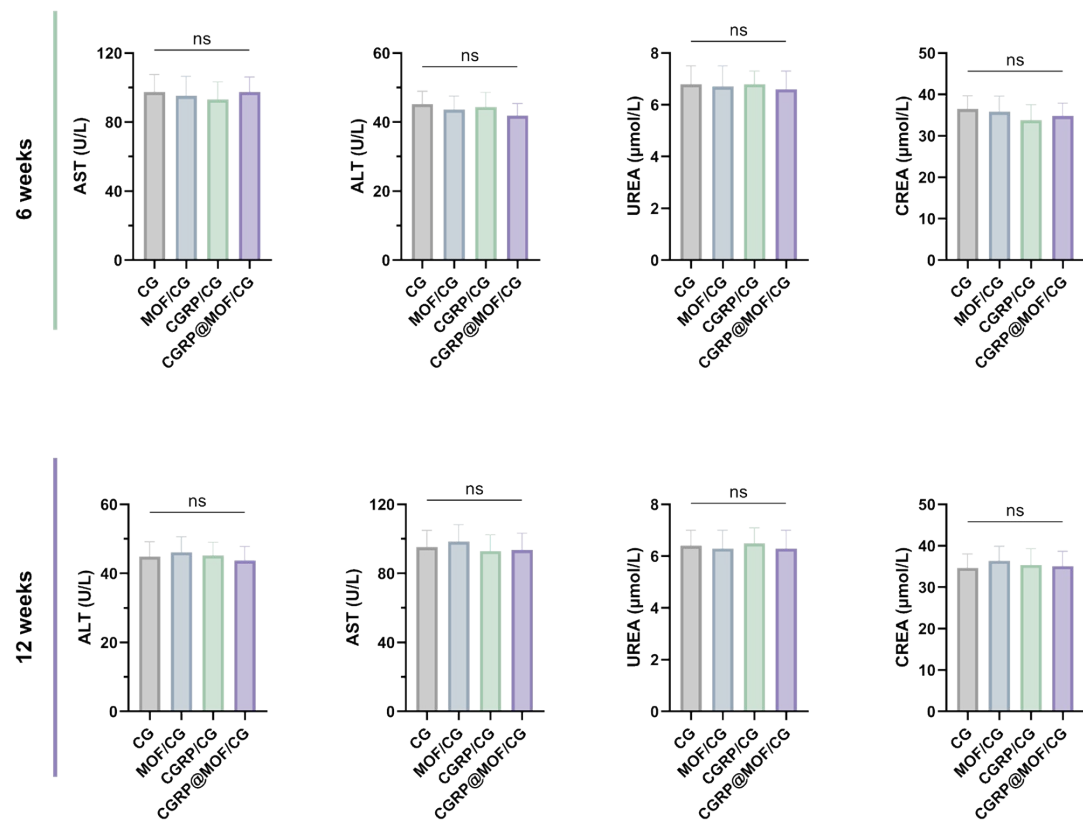 6 weeks
AST (U/L)
120
80
40
0
ns
CG
MOF/CG
CGRP/CG
CGRP@MOF/CG
ALT (U/L)
60
40
20
0
ns
CG
MOF/CG
CGRP/CG
CGRP@MOF/CG
UREA (μmol/L)
8
6
4
2
0
ns
CG
MOF/CG
CGRP/CG
CGRP@MOF/CG
CREA (μmol/L)
50
40
30
20
10
0
ns
CG
MOF/CG
CGRP/CG
CGRP@MOF/CG
12 weeks
ALT (U/L)
60
40
20
0
ns
CG
MOF/CG
CGRP/CG
CGRP@MOF/CG
AST (U/L)
120
80
40
0
ns
CG
MOF/CG
CGRP/CG
CGRP@MOF/CG
UREA (μmol/L)
8
6
4
2
0
ns
CG
MOF/CG
CGRP/CG
CGRP@MOF/CG
CREA (μmol/L)
50
40
30
20
10
0
ns
CG
MOF/CG
CGRP/CG
CGRP@MOF/CG